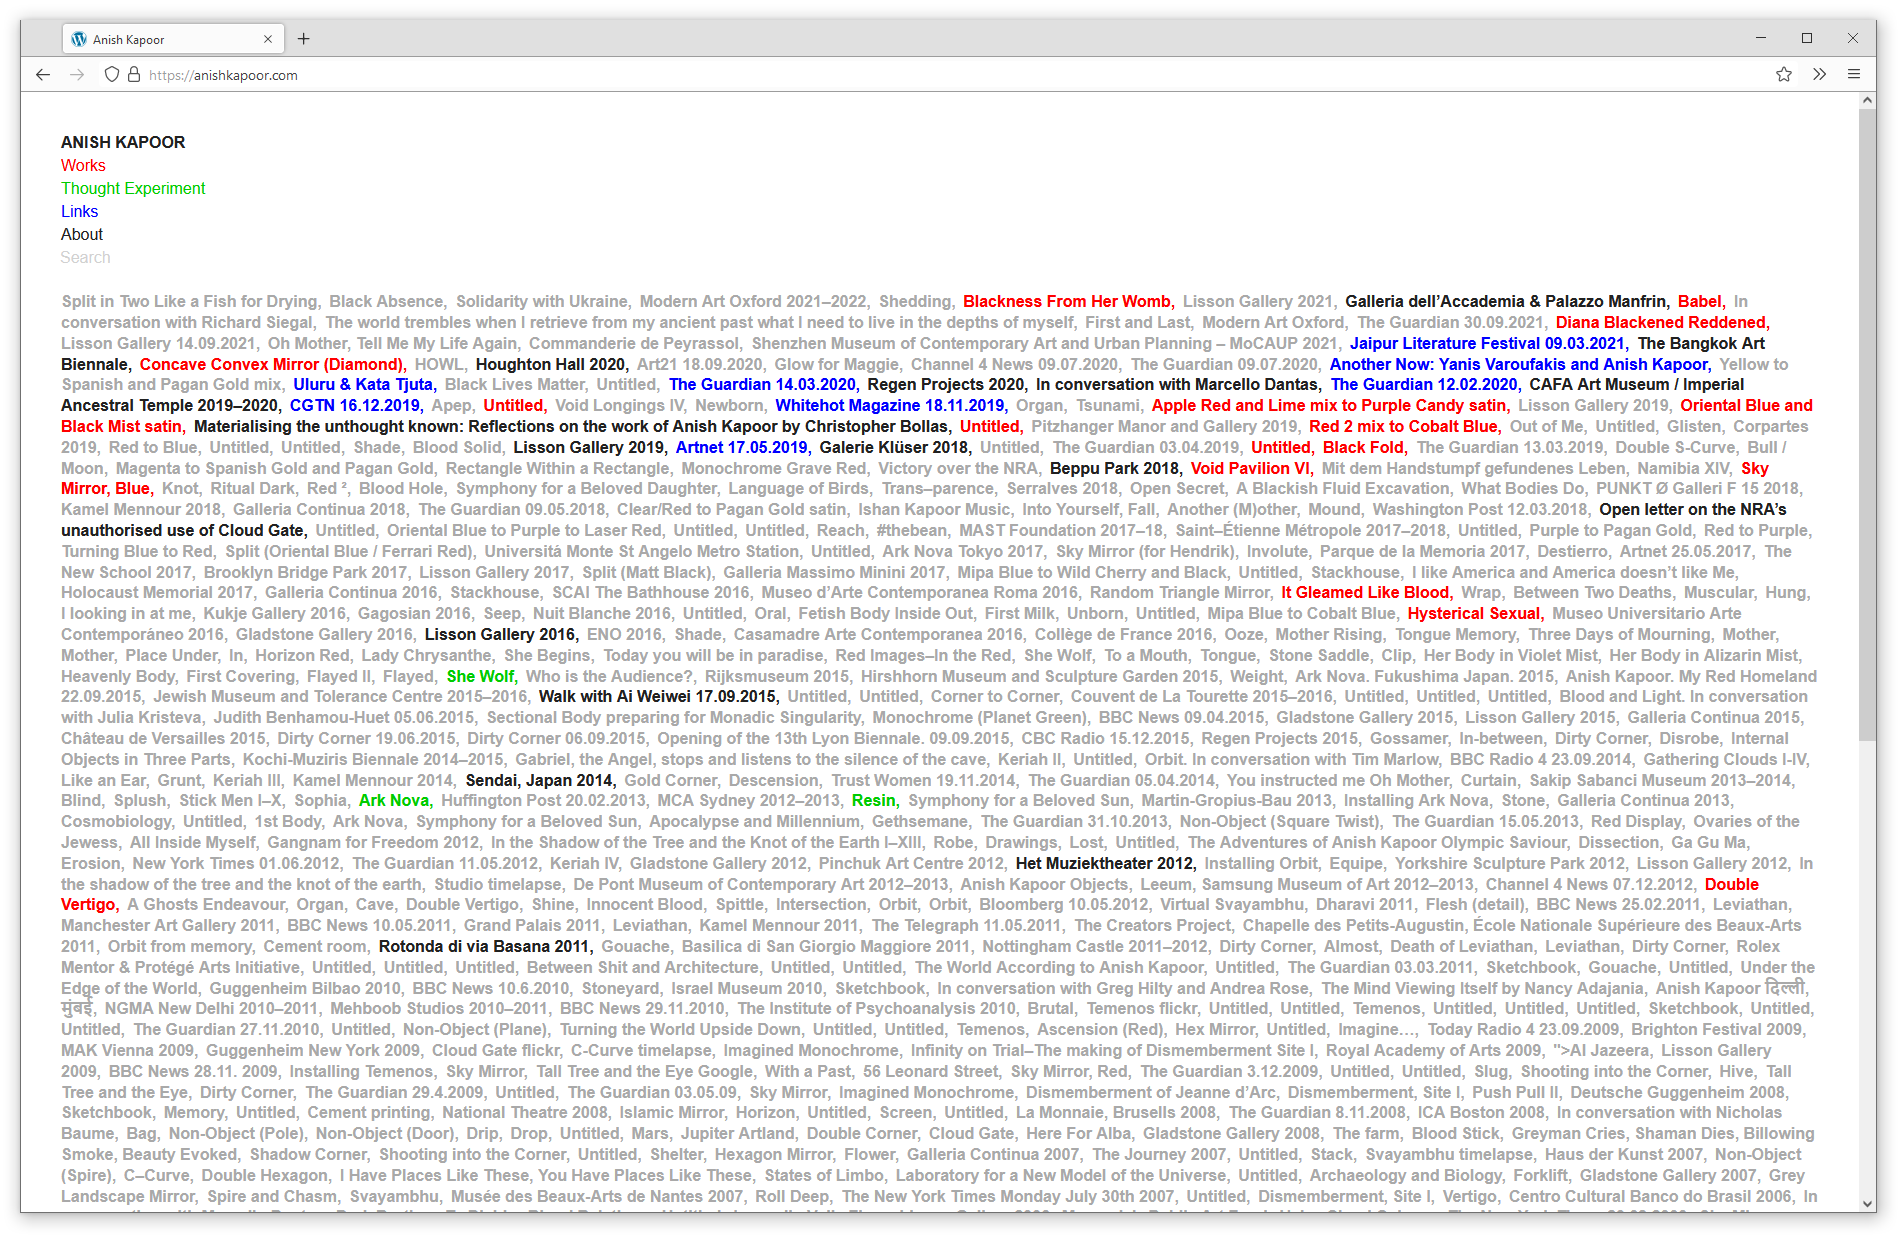 Anish Kapoor
https://anishkapoor.com
ANISH KAPOOR
Works
Thought Experiment
Links
About
Search
Split in Two Like a Fish for Drying, Black Absence, Solidarity with Ukraine, Modern Art Oxford 2021–2022, Shedding, Blackness From Her Womb, Lisson Gallery 2021, Galleria dell’Accademia & Palazzo Manfrin, Babel, In
conversation with Richard Siegal, The world trembles when I retrieve from my ancient past what I need to live in the depths of myself, First and Last, Modern Art Oxford, The Guardian 30.09.2021, Diana Blackened Reddened,
Lisson Gallery 14.09.2021, Oh Mother, Tell Me My Life Again, Commanderie de Peyrassol, Shenzhen Museum of Contemporary Art and Urban Planning – MoCAUP 2021, Jaipur Literature Festival 09.03.2021, The Bangkok Art
Biennale, Concave Convex Mirror (Diamond), HOWL, Houghton Hall 2020, Art21 18.09.2020, Glow for Maggie, Channel 4 News 09.07.2020, The Guardian 09.07.2020, Another Now: Yanis Varoufakis and Anish Kapoor, Yellow to
Spanish and Pagan Gold mix, Uluru & Kata Tjuta, Black Lives Matter, Untitled, The Guardian 14.03.2020, Regen Projects 2020, In conversation with Marcello Dantas, The Guardian 12.02.2020, CAFA Art Museum / Imperial
Ancestral Temple 2019–2020, CGTN 16.12.2019, Apep, Untitled, Void Longings IV, Newborn, Whitehot Magazine 18.11.2019, Organ, Tsunami, Apple Red and Lime mix to Purple Candy satin, Lisson Gallery 2019, Oriental Blue and
Black Mist satin, Materialising the unthought known: Reflections on the work of Anish Kapoor by Christopher Bollas, Untitled, Pitzhanger Manor and Gallery 2019, Red 2 mix to Cobalt Blue, Out of Me, Untitled, Glisten, Corpartes
2019, Red to Blue, Untitled, Untitled, Shade, Blood Solid, Lisson Gallery 2019, Artnet 17.05.2019, Galerie Klüser 2018, Untitled, The Guardian 03.04.2019, Untitled, Black Fold, The Guardian 13.03.2019, Double S-Curve, Bull /
Moon, Magenta to Spanish Gold and Pagan Gold, Rectangle Within a Rectangle, Monochrome Grave Red, Victory over the NRA, Beppu Park 2018, Void Pavilion VI, Mit dem Handstumpf gefundenes Leben, Namibia XIV, Sky
Mirror, Blue, Knot, Ritual Dark, Red ², Blood Hole, Symphony for a Beloved Daughter, Language of Birds, Trans–parence, Serralves 2018, Open Secret, A Blackish Fluid Excavation, What Bodies Do, PUNKT Ø Galleri F 15 2018,
Kamel Mennour 2018, Galleria Continua 2018, The Guardian 09.05.2018, Clear/Red to Pagan Gold satin, Ishan Kapoor Music, Into Yourself, Fall, Another (M)other, Mound, Washington Post 12.03.2018, Open letter on the NRA’s
unauthorised use of Cloud Gate, Untitled, Oriental Blue to Purple to Laser Red, Untitled, Untitled, Reach, #thebean, MAST Foundation 2017–18, Saint–Étienne Métropole 2017–2018, Untitled, Purple to Pagan Gold, Red to Purple,
Turning Blue to Red, Split (Oriental Blue / Ferrari Red), Universitá Monte St Angelo Metro Station, Untitled, Ark Nova Tokyo 2017, Sky Mirror (for Hendrik), Involute, Parque de la Memoria 2017, Destierro, Artnet 25.05.2017, The
New School 2017, Brooklyn Bridge Park 2017, Lisson Gallery 2017, Split (Matt Black), Galleria Massimo Minini 2017, Mipa Blue to Wild Cherry and Black, Untitled, Stackhouse, I like America and America doesn’t like Me,
Holocaust Memorial 2017, Galleria Continua 2016, Stackhouse, SCAI The Bathhouse 2016, Museo d’Arte Contemporanea Roma 2016, Random Triangle Mirror, It Gleamed Like Blood, Wrap, Between Two Deaths, Muscular, Hung,
I looking in at me, Kukje Gallery 2016, Gagosian 2016, Seep, Nuit Blanche 2016, Untitled, Oral, Fetish Body Inside Out, First Milk, Unborn, Untitled, Mipa Blue to Cobalt Blue, Hysterical Sexual, Museo Universitario Arte
Contemporáneo 2016, Gladstone Gallery 2016, Lisson Gallery 2016, ENO 2016, Shade, Casamadre Arte Contemporanea 2016, Collège de France 2016, Ooze, Mother Rising, Tongue Memory, Three Days of Mourning, Mother,
Mother, Place Under, In, Horizon Red, Lady Chrysanthe, She Begins, Today you will be in paradise, Red Images–In the Red, She Wolf, To a Mouth, Tongue, Stone Saddle, Clip, Her Body in Violet Mist, Her Body in Alizarin Mist,
Heavenly Body, First Covering, Flayed II, Flayed, She Wolf, Who is the Audience?, Rijksmuseum 2015, Hirshhorn Museum and Sculpture Garden 2015, Weight, Ark Nova. Fukushima Japan. 2015, Anish Kapoor. My Red Homeland
22.09.2015, Jewish Museum and Tolerance Centre 2015–2016, Walk with Ai Weiwei 17.09.2015, Untitled, Untitled, Corner to Corner, Couvent de La Tourette 2015–2016, Untitled, Untitled, Untitled, Blood and Light. In conversation
with Julia Kristeva, Judith Benhamou-Huet 05.06.2015, Sectional Body preparing for Monadic Singularity, Monochrome (Planet Green), BBC News 09.04.2015, Gladstone Gallery 2015, Lisson Gallery 2015, Galleria Continua 2015,
Château de Versailles 2015, Dirty Corner 19.06.2015, Dirty Corner 06.09.2015, Opening of the 13th Lyon Biennale. 09.09.2015, CBC Radio 15.12.2015, Regen Projects 2015, Gossamer, In-between, Dirty Corner, Disrobe, Internal
Objects in Three Parts, Kochi-Muziris Biennale 2014–2015, Gabriel, the Angel, stops and listens to the silence of the cave, Keriah II, Untitled, Orbit. In conversation with Tim Marlow, BBC Radio 4 23.09.2014, Gathering Clouds I-IV,
Like an Ear, Grunt, Keriah III, Kamel Mennour 2014, Sendai, Japan 2014, Gold Corner, Descension, Trust Women 19.11.2014, The Guardian 05.04.2014, You instructed me Oh Mother, Curtain, Sakip Sabanci Museum 2013–2014,
Blind, Splush, Stick Men I–X, Sophia, Ark Nova, Huffington Post 20.02.2013, MCA Sydney 2012–2013, Resin, Symphony for a Beloved Sun, Martin-Gropius-Bau 2013, Installing Ark Nova, Stone, Galleria Continua 2013,
Cosmobiology, Untitled, 1st Body, Ark Nova, Symphony for a Beloved Sun, Apocalypse and Millennium, Gethsemane, The Guardian 31.10.2013, Non-Object (Square Twist), The Guardian 15.05.2013, Red Display, Ovaries of the
Jewess, All Inside Myself, Gangnam for Freedom 2012, In the Shadow of the Tree and the Knot of the Earth I–XIII, Robe, Drawings, Lost, Untitled, The Adventures of Anish Kapoor Olympic Saviour, Dissection, Ga Gu Ma,
Erosion, New York Times 01.06.2012, The Guardian 11.05.2012, Keriah IV, Gladstone Gallery 2012, Pinchuk Art Centre 2012, Het Muziektheater 2012, Installing Orbit, Equipe, Yorkshire Sculpture Park 2012, Lisson Gallery 2012, In
the shadow of the tree and the knot of the earth, Studio timelapse, De Pont Museum of Contemporary Art 2012–2013, Anish Kapoor Objects, Leeum, Samsung Museum of Art 2012–2013, Channel 4 News 07.12.2012, Double
Vertigo, A Ghosts Endeavour, Organ, Cave, Double Vertigo, Shine, Innocent Blood, Spittle, Intersection, Orbit, Orbit, Bloomberg 10.05.2012, Virtual Svayambhu, Dharavi 2011, Flesh (detail), BBC News 25.02.2011, Leviathan,
Manchester Art Gallery 2011, BBC News 10.05.2011, Grand Palais 2011, Leviathan, Kamel Mennour 2011, The Telegraph 11.05.2011, The Creators Project, Chapelle des Petits-Augustin, École Nationale Supérieure des Beaux-Arts
2011, Orbit from memory, Cement room, Rotonda di via Basana 2011, Gouache, Basilica di San Giorgio Maggiore 2011, Nottingham Castle 2011–2012, Dirty Corner, Almost, Death of Leviathan, Leviathan, Dirty Corner, Rolex
Mentor & Protégé Arts Initiative, Untitled, Untitled, Untitled, Between Shit and Architecture, Untitled, Untitled, The World According to Anish Kapoor, Untitled, The Guardian 03.03.2011, Sketchbook, Gouache, Untitled, Under the
Edge of the World, Guggenheim Bilbao 2010, BBC News 10.6.2010, Stoneyard, Israel Museum 2010, Sketchbook, In conversation with Greg Hilty and Andrea Rose, The Mind Viewing Itself by Nancy Adajania, Anish Kapoor दिल्ली,
मुंबई, NGMA New Delhi 2010–2011, Mehboob Studios 2010–2011, BBC News 29.11.2010, The Institute of Psychoanalysis 2010, Brutal, Temenos flickr, Untitled, Untitled, Temenos, Untitled, Untitled, Untitled, Sketchbook, Untitled,
Untitled, The Guardian 27.11.2010, Untitled, Non-Object (Plane), Turning the World Upside Down, Untitled, Untitled, Temenos, Ascension (Red), Hex Mirror, Untitled, Imagine…, Today Radio 4 23.09.2009, Brighton Festival 2009,
MAK Vienna 2009, Guggenheim New York 2009, Cloud Gate flickr, C-Curve timelapse, Imagined Monochrome, Infinity on Trial–The making of Dismemberment Site I, Royal Academy of Arts 2009, ">Al Jazeera, Lisson Gallery
2009, BBC News 28.11. 2009, Installing Temenos, Sky Mirror, Tall Tree and the Eye Google, With a Past, 56 Leonard Street, Sky Mirror, Red, The Guardian 3.12.2009, Untitled, Untitled, Slug, Shooting into the Corner, Hive, Tall
Tree and the Eye, Dirty Corner, The Guardian 29.4.2009, Untitled, The Guardian 03.05.09, Sky Mirror, Imagined Monochrome, Dismemberment of Jeanne d’Arc, Dismemberment, Site I, Push Pull II, Deutsche Guggenheim 2008,
Sketchbook, Memory, Untitled, Cement printing, National Theatre 2008, Islamic Mirror, Horizon, Untitled, Screen, Untitled, La Monnaie, Brusells 2008, The Guardian 8.11.2008, ICA Boston 2008, In conversation with Nicholas
Baume, Bag, Non-Object (Pole), Non-Object (Door), Drip, Drop, Untitled, Mars, Jupiter Artland, Double Corner, Cloud Gate, Here For Alba, Gladstone Gallery 2008, The farm, Blood Stick, Greyman Cries, Shaman Dies, Billowing
Smoke, Beauty Evoked, Shadow Corner, Shooting into the Corner, Untitled, Shelter, Hexagon Mirror, Flower, Galleria Continua 2007, The Journey 2007, Untitled, Stack, Svayambhu timelapse, Haus der Kunst 2007, Non-Object
(Spire), C–Curve, Double Hexagon, I Have Places Like These, You Have Places Like These, States of Limbo, Laboratory for a New Model of the Universe, Untitled, Archaeology and Biology, Forklift, Gladstone Gallery 2007, Grey
Landscape Mirror, Spire and Chasm, Svayambhu, Musée des Beaux-Arts de Nantes 2007, Roll Deep, The New York Times Monday July 30th 2007, Untitled, Dismemberment, Site I, Vertigo, Centro Cultural Banco do Brasil 2006, In